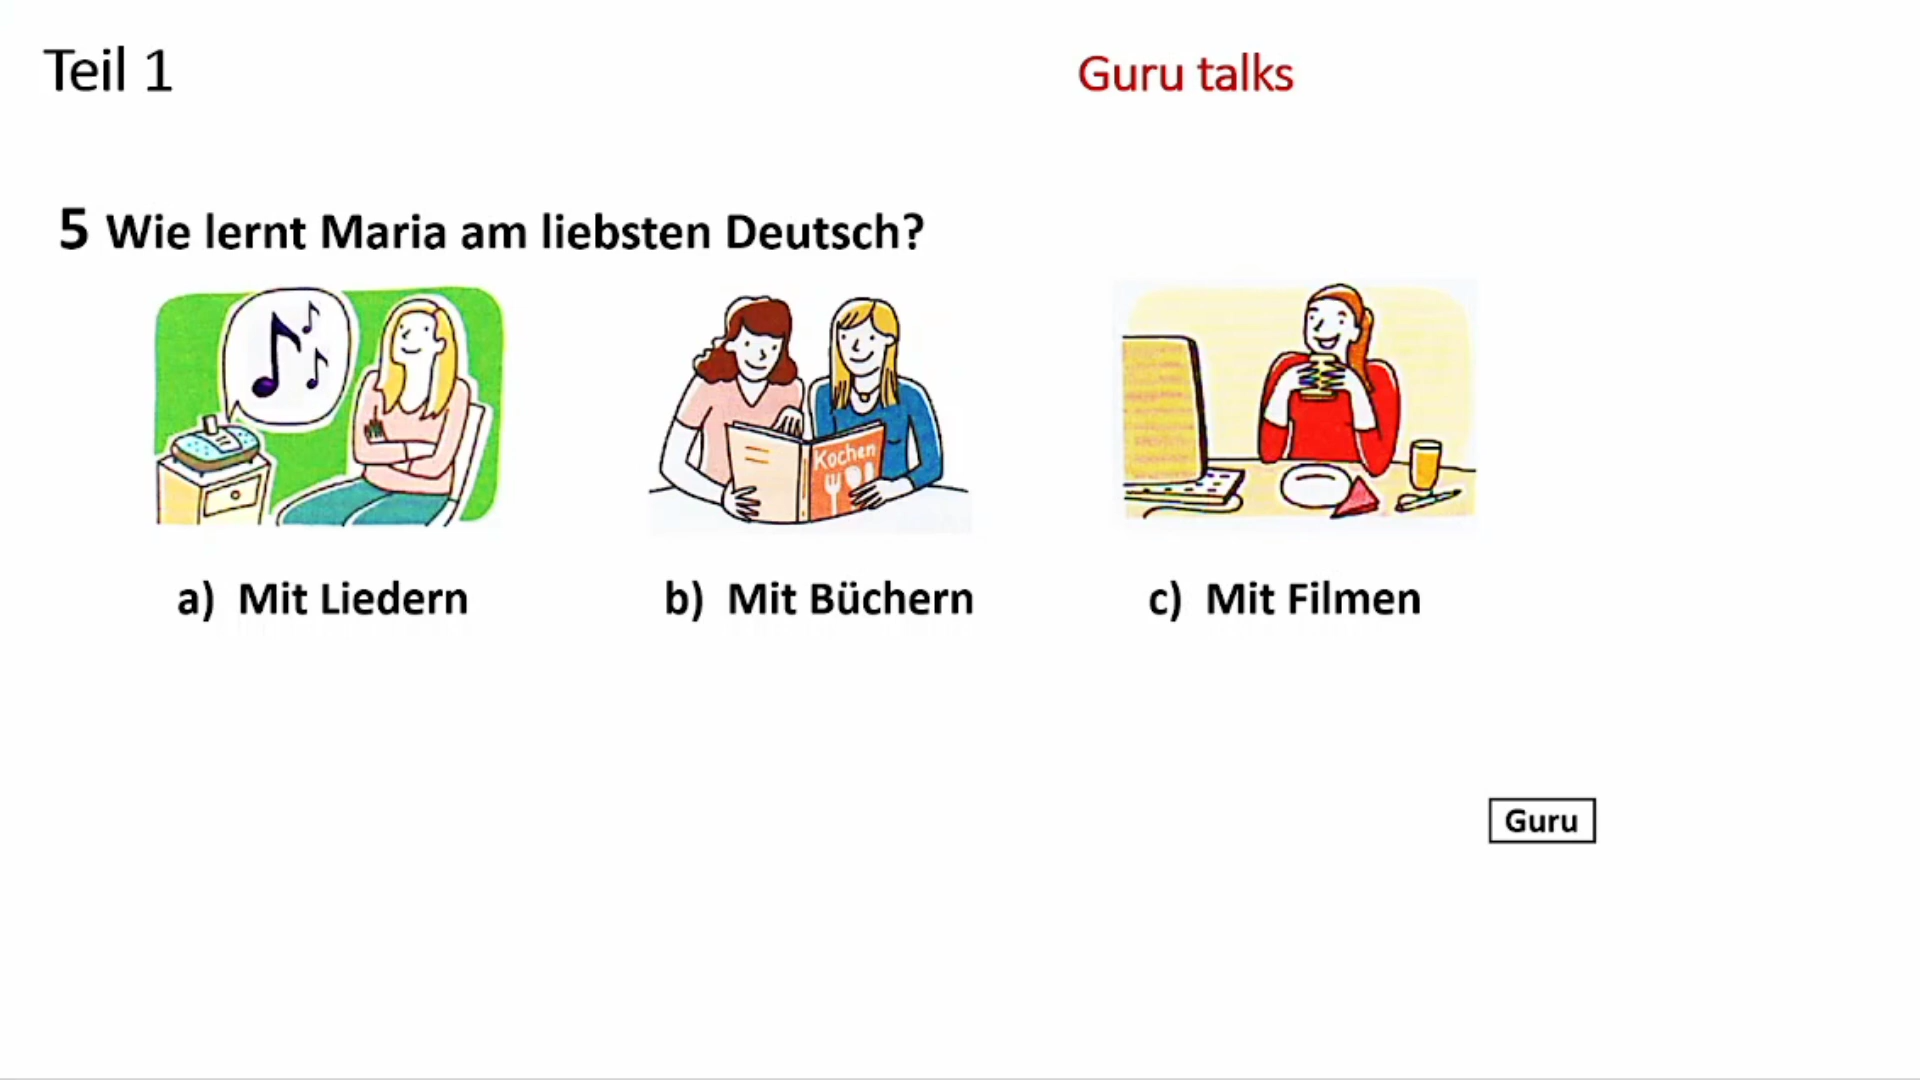 Teil 1
Guru talks
5 Wie lernt Maria am liebsten Deutsch?
Kochen
a) Mit Liedern
b) Mit Büchern
c) Mit Filmen
Guru